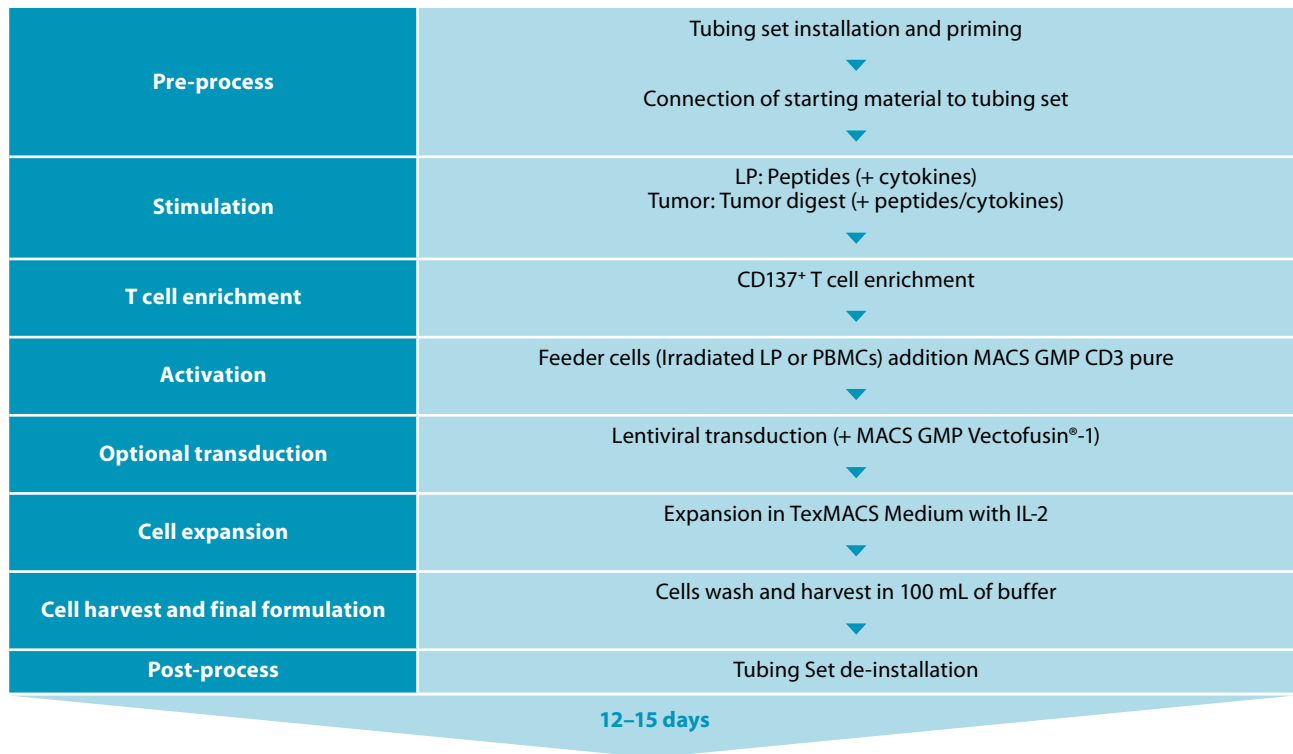 Pre-process
Tubing set installation and priming
Connection of starting material to tubing set
Stimulation
LP: Peptides (+ cytokines)
Tumor: Tumor digest (+ peptides/cytokines)
T cell enrichment
CD137⁺ T cell enrichment
Activation
Feeder cells (Irradiated LP or PBMCs) addition MACS GMP CD3 pure
Optional transduction
Lentiviral transduction (+ MACS GMP Vectofusin®-1)
Cell expansion
Expansion in TexMACS Medium with IL-2
Cell harvest and final formulation
Cells wash and harvest in 100 mL of buffer
Post-process
Tubing Set de-installation
12–15 days